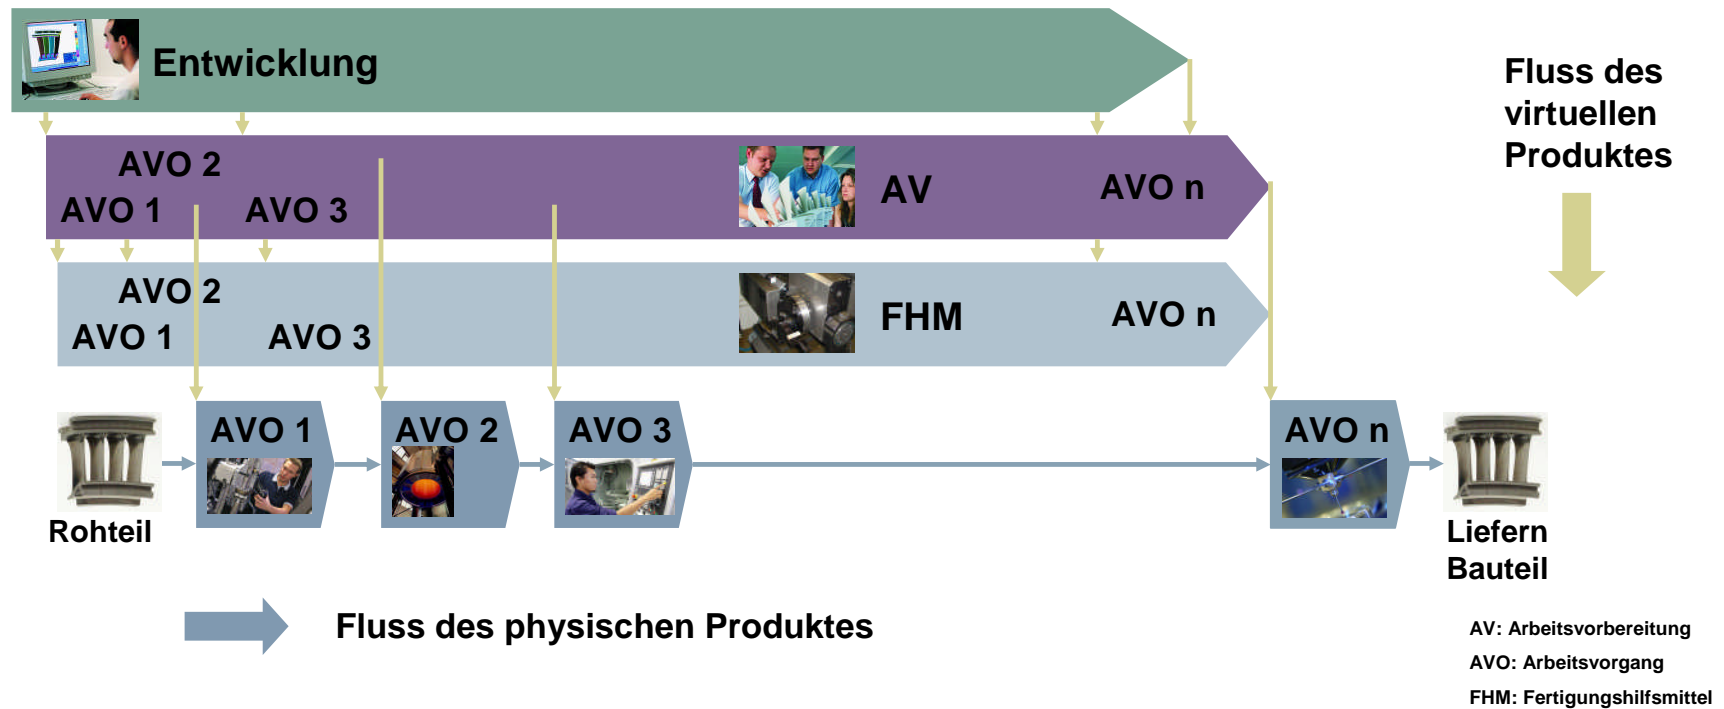 Entwicklung
Fluss des
virtuellen
Produktes
AVO 2
AVO 1
AVO 3
AV
AVO n
AVO 2
AVO 1
AVO 3
FHM
AVO n
AVO 1
AVO 2
AVO 3
AVO n
Rohteil
Liefern
Bauteil
Fluss des physischen Produktes
AV: Arbeitsvorbereitung
AVO: Arbeitsvorgang
FHM: Fertigungshilfsmittel